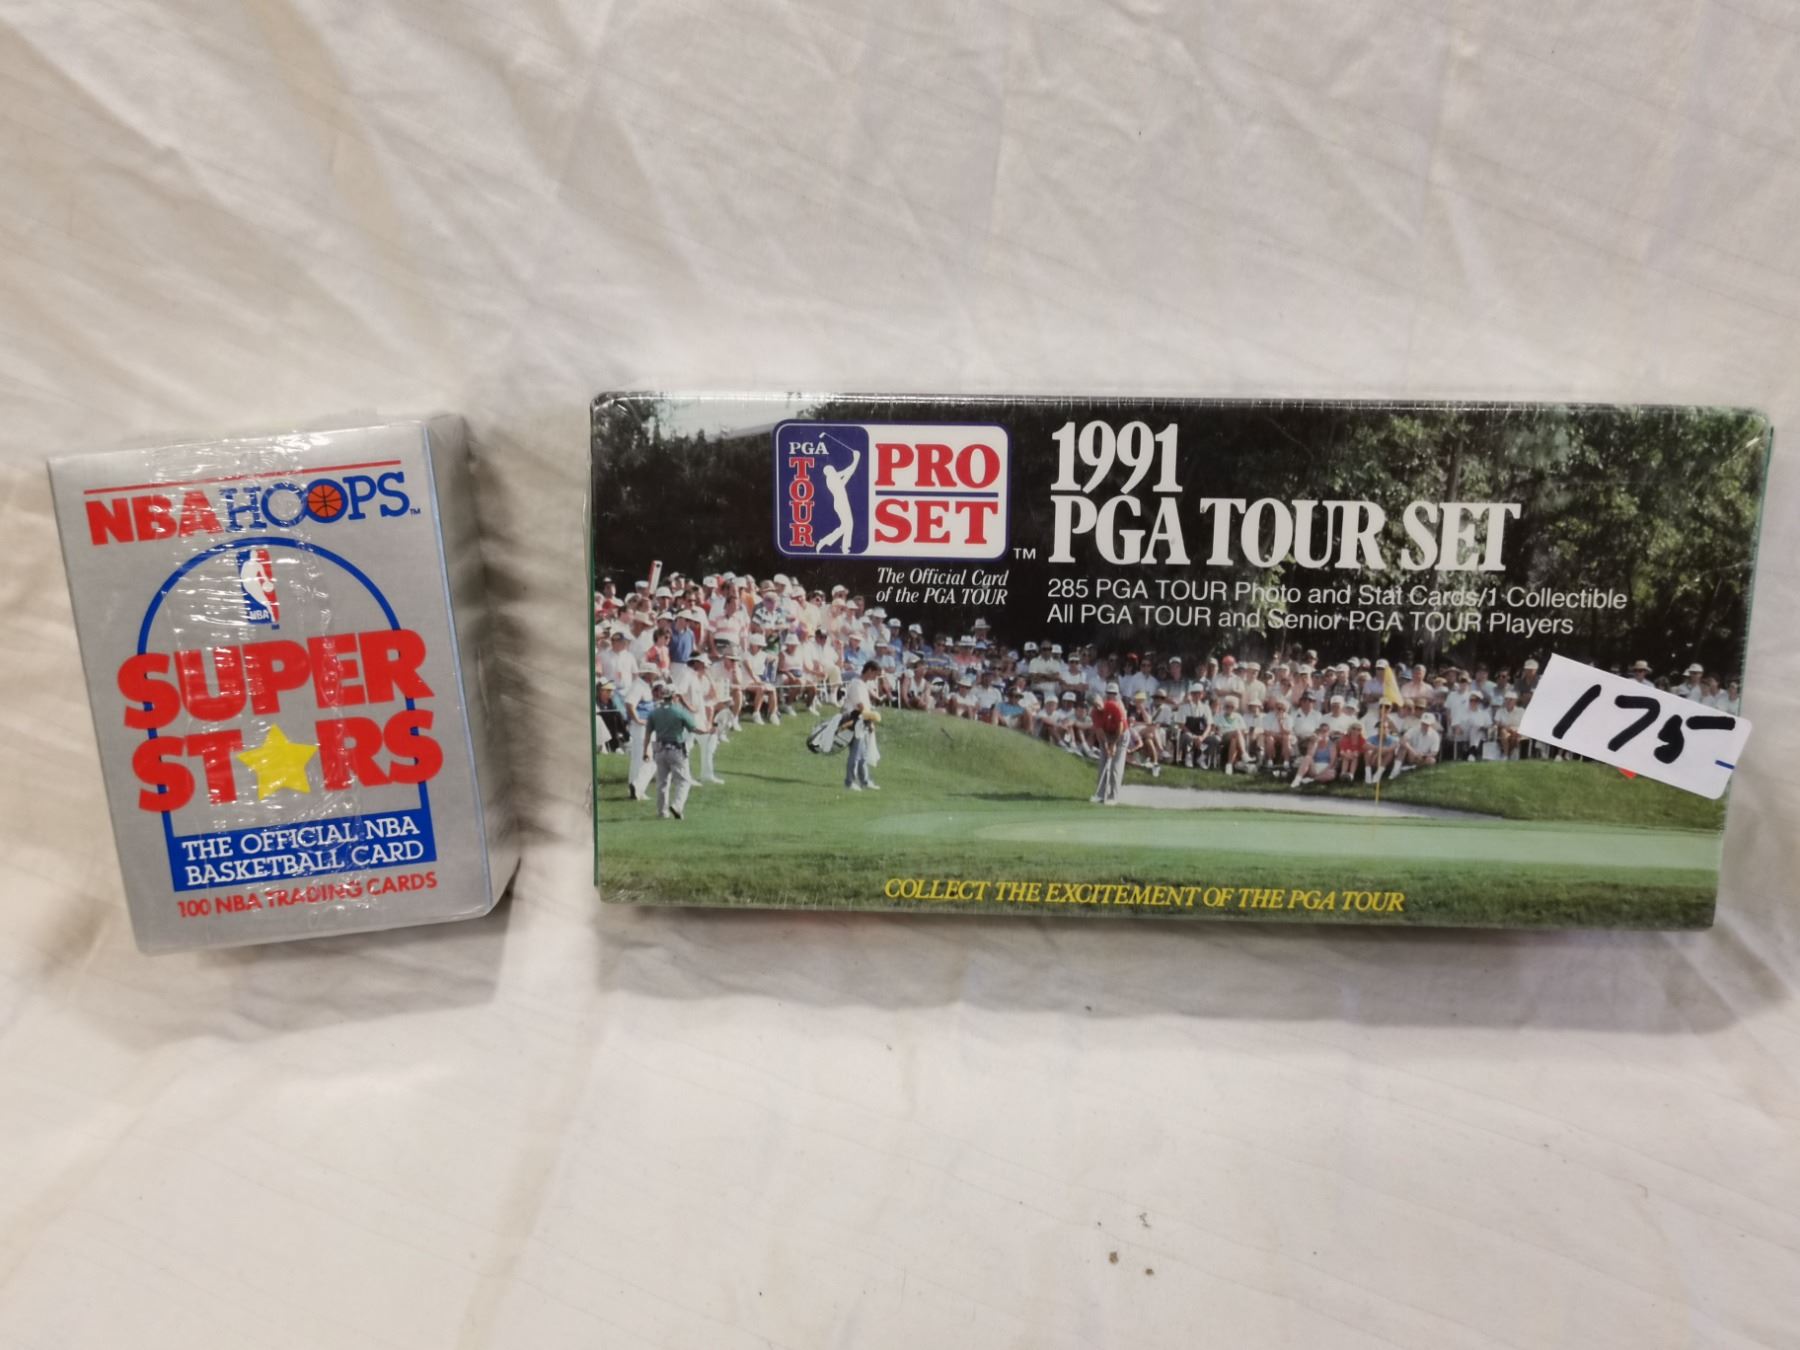 NBA HOOPS™
NBA
™
SUPER
STARS
THE OFFICIAL NBA
BASKETBALL CARD
100 NBA TRADING CARDS
PGA
TOUR
PRO
SET
™
The Official Card
of the PGA TOUR
1991
PGA TOUR SET
285 PGA TOUR Photo and Stat Cards/1 Collectible
All PGA TOUR and Senior PGA TOUR Players
175
COLLECT THE EXCITEMENT OF THE PGA TOUR